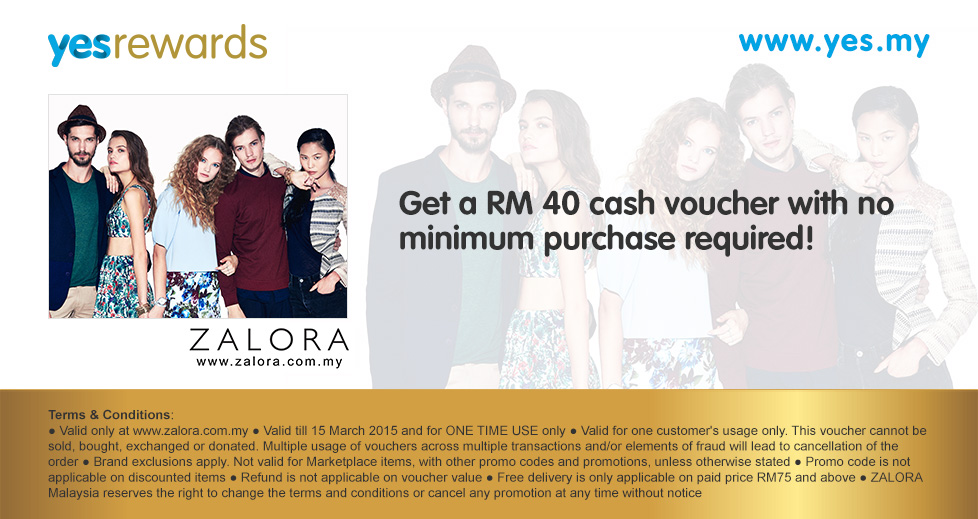 yesrewards
www.yes.my
Get a RM 40 cash voucher with no
minimum purchase required!
ZALORA
www.zalora.com.my
Terms & Conditions:
● Valid only at www.zalora.com.my ● Valid till 15 March 2015 and for ONE TIME USE only ● Valid for one customer's usage only. This voucher cannot be
sold, bought, exchanged or donated. Multiple usage of vouchers across multiple transactions and/or elements of fraud will lead to cancellation of the
order ● Brand exclusions apply. Not valid for Marketplace items, with other promo codes and promotions, unless otherwise stated ● Promo code is not
applicable on discounted items ● Refund is not applicable on voucher value ● Free delivery is only applicable on paid price RM75 and above ● ZALORA
Malaysia reserves the right to change the terms and conditions or cancel any promotion at any time without notice